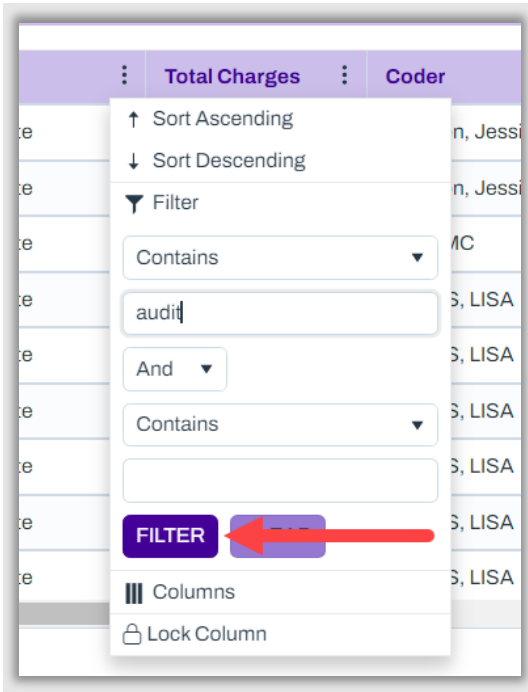 Total Charges Coder
Sort Ascending
Sort Descending
Filter
Contains
audit
And
Contains
FILTER
Columns
Lock Column
te
n, Jessi
te
n, Jessi
te
MC
te
S, LISA
te
S, LISA
te
S, LISA
te
S, LISA
te
S, LISA
te
S, LISA